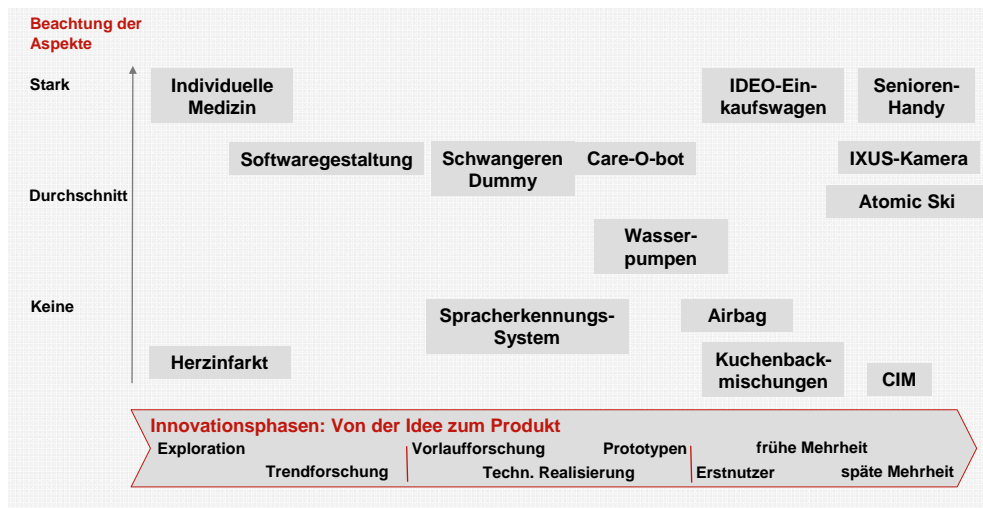 Beachtung der
Aspekte
Stark
Individuelle
Medizin
IDEO-Ein-
kaufswagen
Senioren-
Handy
Softwaregestaltung
Schwangeren
Dummy
Care-O-bot
IXUS-Kamera
Durchschnitt
Atomic Ski
Wasser-
pumpen
Keine
Spracherkennungs-
System
Airbag
Herzinfarkt
Kuchenback-
mischungen
CIM
Innovationsphasen: Von der Idee zum Produkt
Exploration
Vorlaufforschung
Prototypen
frühe Mehrheit
Trendforschung
Techn. Realisierung
Erstnutzer
späte Mehrheit